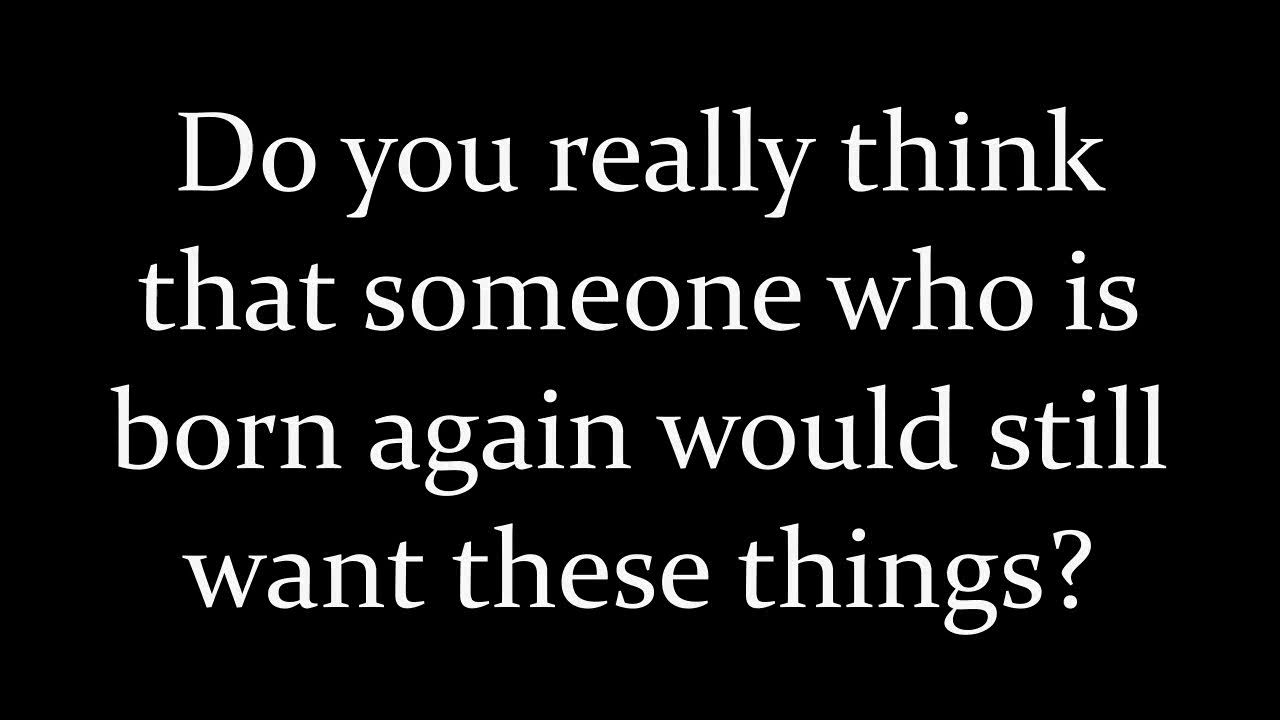 Do you really think
that someone who is
born again would still
want these things?